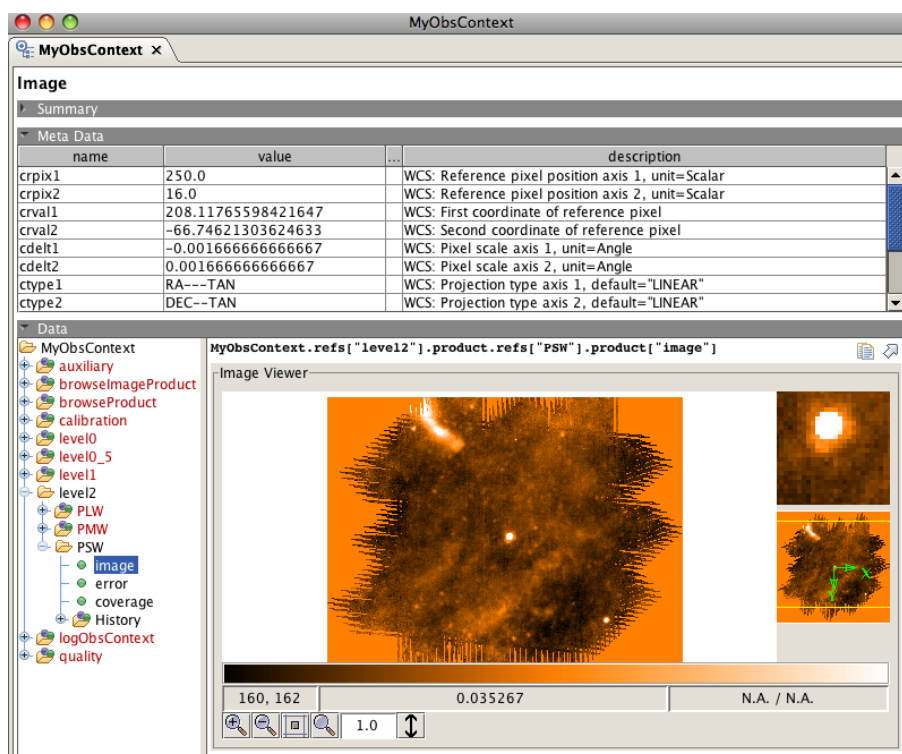 MyObsContext
MyObsContext ×
Image
Summary
Meta Data
name value ... description
crpix1 250.0 WCS: Reference pixel position axis 1, unit=Scalar
crpix2 16.0 WCS: Reference pixel position axis 2, unit=Scalar
crval1 208.11765598421647 WCS: First coordinate of reference pixel
crval2 -66.74621303624633 WCS: Second coordinate of reference pixel
cdelt1 -0.001666666666666667 WCS: Pixel scale axis 1, unit=Angle
cdelt2 0.001666666666666667 WCS: Pixel scale axis 2, unit=Angle
ctype1 RA---TAN WCS: Projection type axis 1, default="LINEAR"
ctype2 DEC--TAN WCS: Projection type axis 2, default="LINEAR"
Data
MyObsContext
auxiliary
browseImageProduct
browseProduct
calibration
level0
level0_5
level1
level2
PLW
PMW
PSW
image
error
coverage
History
logObsContext
quality
MyObsContext.refs["level2"].product.refs["PSW"].product["image"]
Image Viewer
X
Y
160, 162 0.035267 N.A. / N.A.
1.0